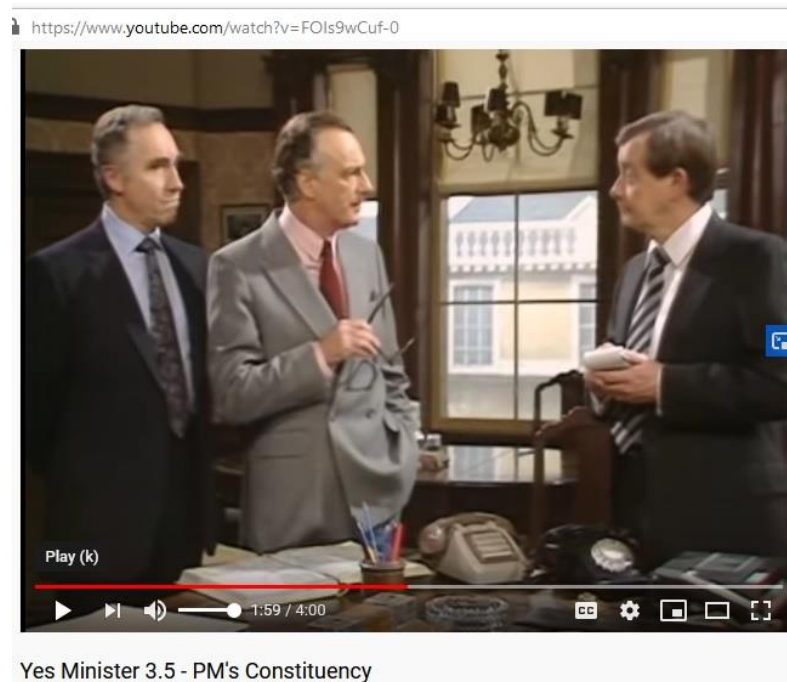 https://www.youtube.com/watch?v=FOIs9wCuf-0
Play (k)
1:59 / 4:00
CC
Yes Minister 3.5 - PM's Constituency